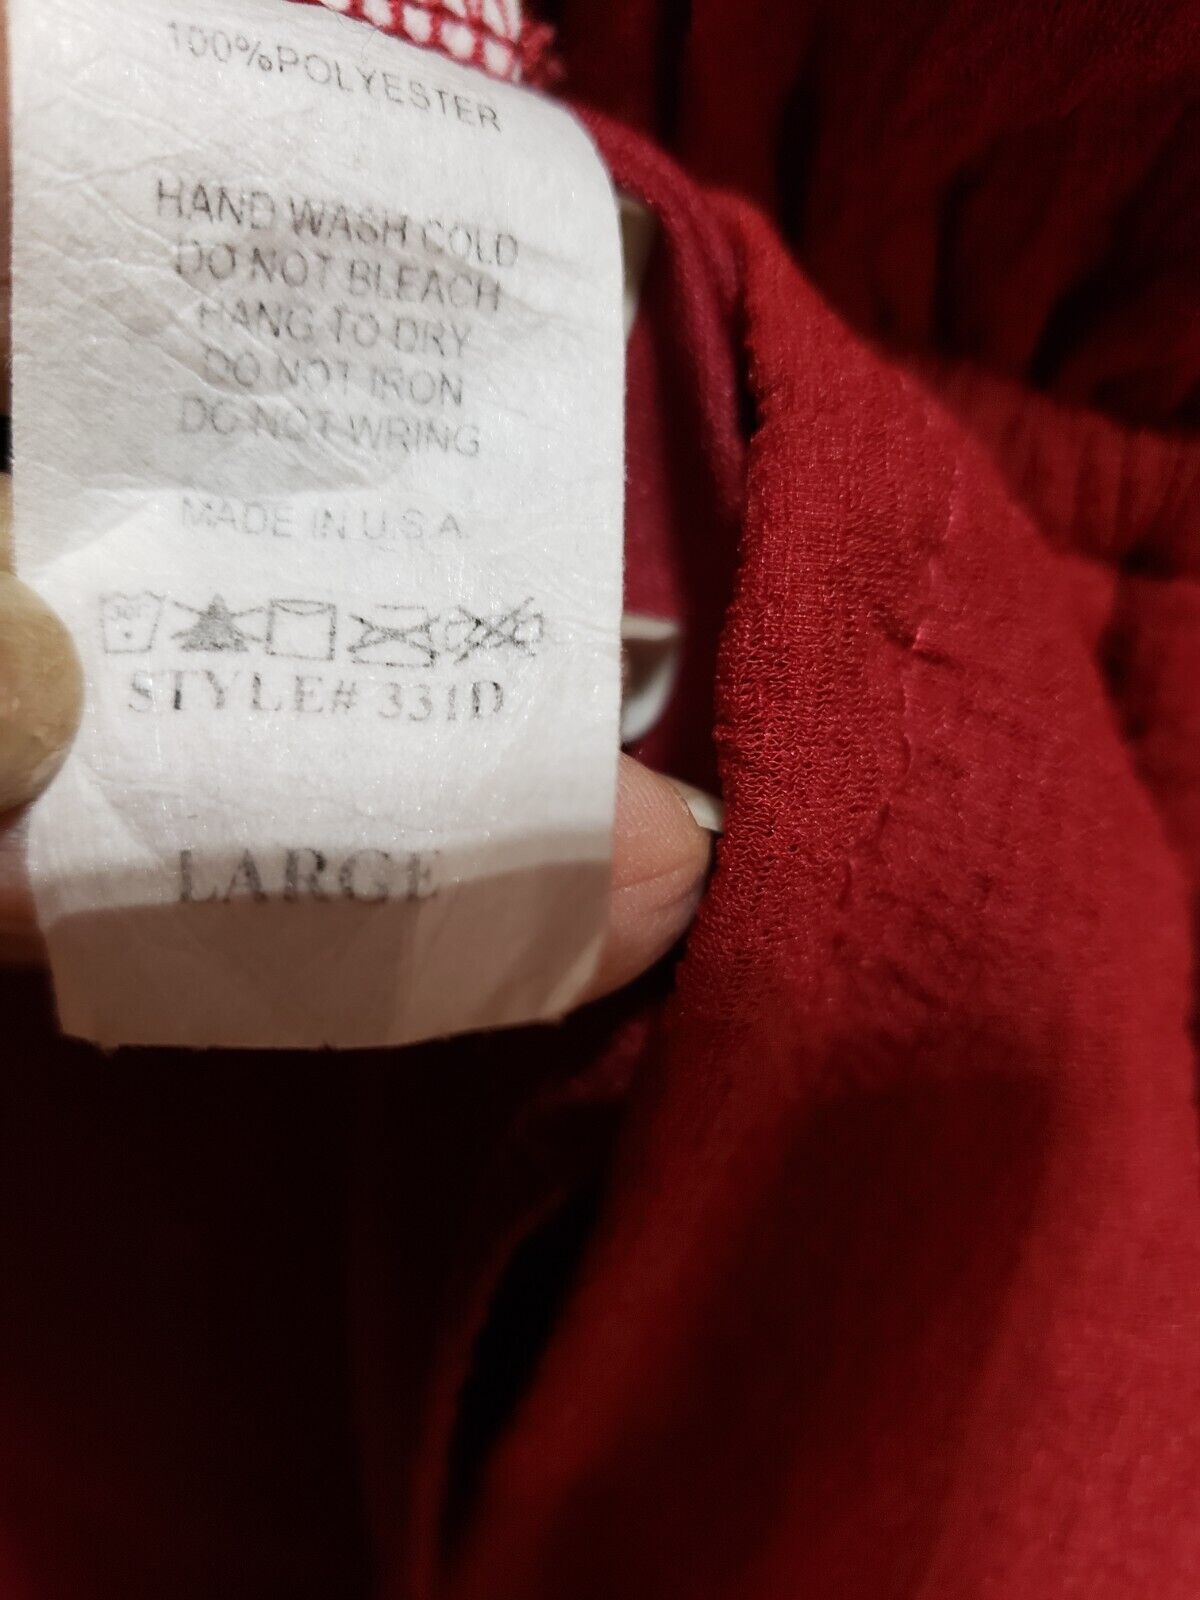 100%POLYESTER
HAND WASH COLD
DO NOT BLEACH
HANG TO DRY
DO NOT IRON
DO NOT WRING
MADE IN U.S.A.
30°
STYLE# 331D
LARGE